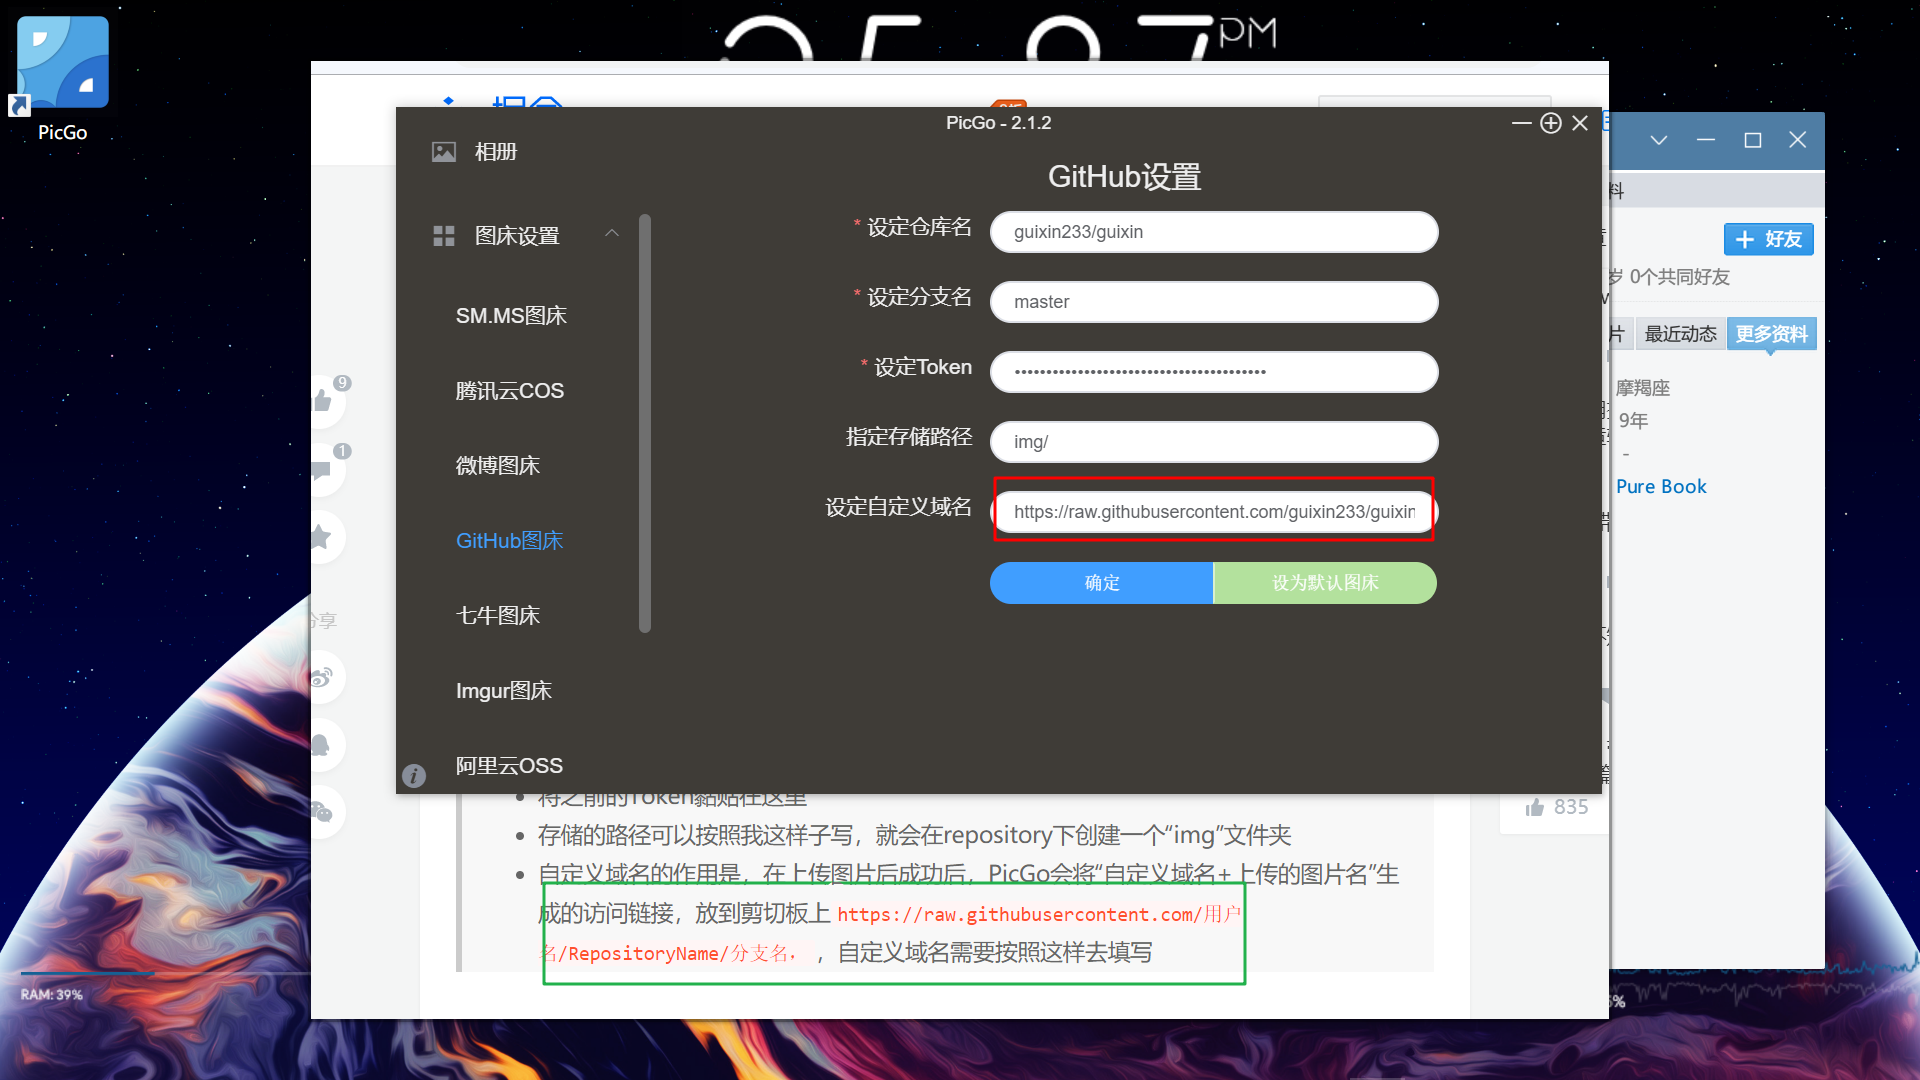 PM
PicGo
PicGo - 2.1.2
相册
GitHub设置
图床设置
* 设定仓库名
guixin233/guixin
* 设定分支名
master
* 设定Token
指定存储路径
img/
设定自定义域名
https://raw.githubusercontent.com/guixin233/guixin
确定
设为默认图床
SM.MS图床
腾讯云COS
微博图床
GitHub图床
七牛图床
Imgur图床
阿里云OSS
9
1
分享
料
+ 好友
岁 0个共同好友
片
最近动态
更多资料
摩羯座
9年
-
Pure Book
835
将之前的Token黏贴在这里
存储的路径可以按照我这样子写，就会在repository下创建一个“img”文件夹
自定义域名的作用是，在上传图片后成功后，PicGo会将“自定义域名+上传的图片名”生
成的访问链接，放到剪切板上 https://raw.githubusercontent.com/用户
名/RepositoryName/分支名， ，自定义域名需要按照这样去填写
RAM: 39%